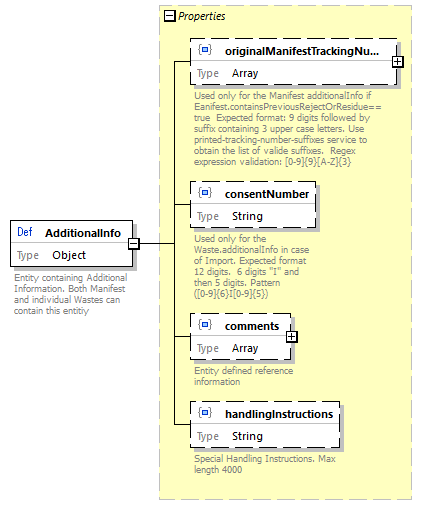 Properties
originalManifestTrackingNu...
Type Array
Used only for the Manifest additionalInfo if
Eanifest.containsPreviousRejectOrResidue==
true Expected format: 9 digits followed by
suffix containing 3 upper case letters. Use
printed-tracking-number-suffixes service to
obtain the list of valide suffixes. Regex
expression validation: [0-9]{9}[A-Z]{3}
consentNumber
Type String
Used only for the
Waste.additionalInfo in case
of Import. Expected format
12 digits. 6 digits "I" and
then 5 digits. Pattern
([0-9]{6}I[0-9]{5})
Def AdditionalInfo
Type Object
Entity containing Additional
Information. Both Manifest
and individual Wastes can
contain this entitiy
comments
Type Array
Entity defined reference
information
handlingInstructions
Type String
Special Handling Instructions. Max
length 4000